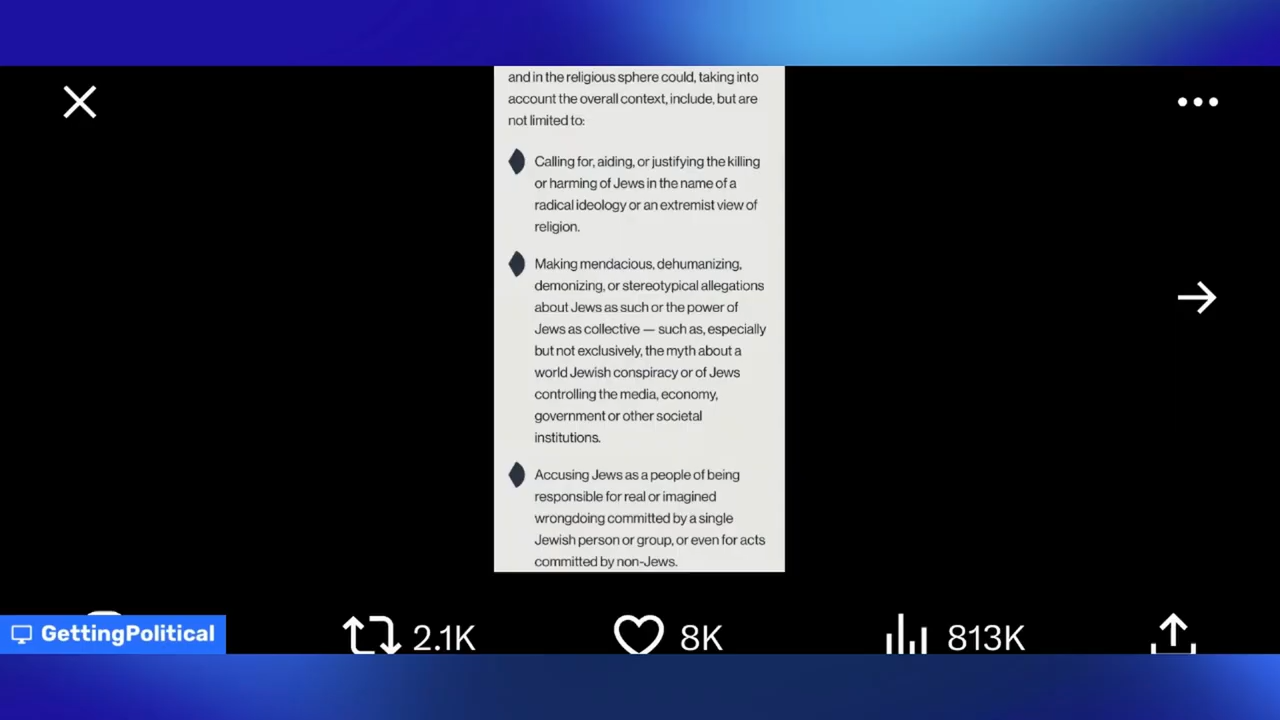 and in the religious sphere could, taking into
account the overall context, include, but are
not limited to:
Calling for, aiding, or justifying the killing
or harming of Jews in the name of a
radical ideology or an extremist view of
religion.
Making mendacious, dehumanizing,
demonizing, or stereotypical allegations
about Jews as such or the power of
Jews as collective — such as, especially
but not exclusively, the myth about a
world Jewish conspiracy or of Jews
controlling the media, economy,
government or other societal
institutions.
Accusing Jews as a people of being
responsible for real or imagined
wrongdoing committed by a single
Jewish person or group, or even for acts
committed by non-Jews.
GettingPolitical
2.1K
8K
813K